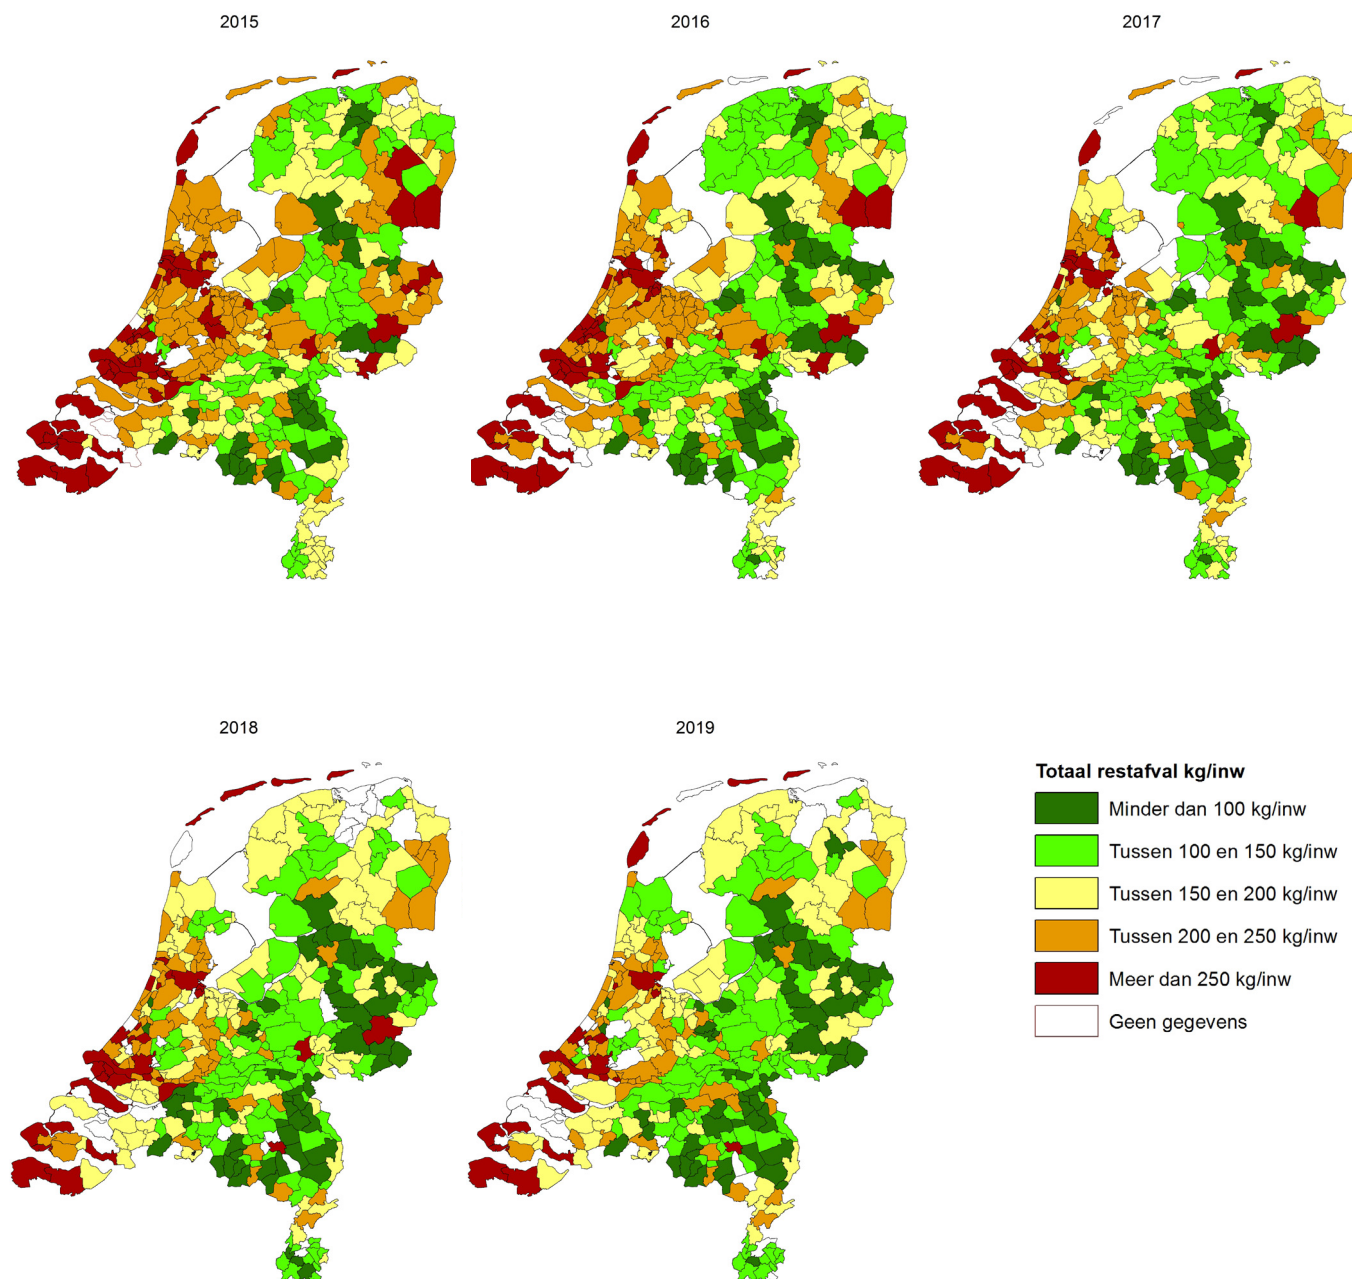 2015
2016
2017
2018
2019
Totaal restafval kg/inw
Minder dan 100 kg/inw
Tussen 100 en 150 kg/inw
Tussen 150 en 200 kg/inw
Tussen 200 en 250 kg/inw
Meer dan 250 kg/inw
Geen gegevens